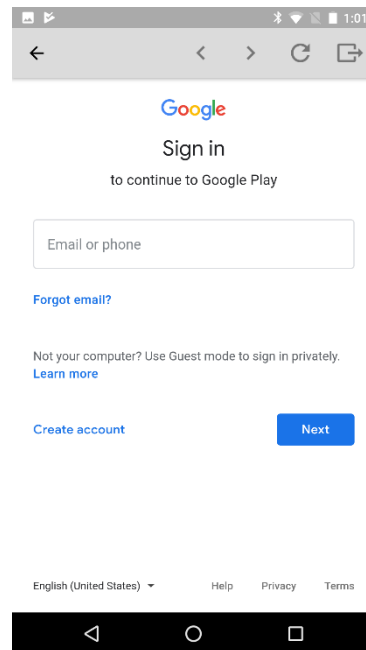 1:01
Google
Sign in
to continue to Google Play
Email or phone
Forgot email?
Not your computer? Use Guest mode to sign in privately.
Learn more
Create account
Next
English (United States)
Help
Privacy
Terms